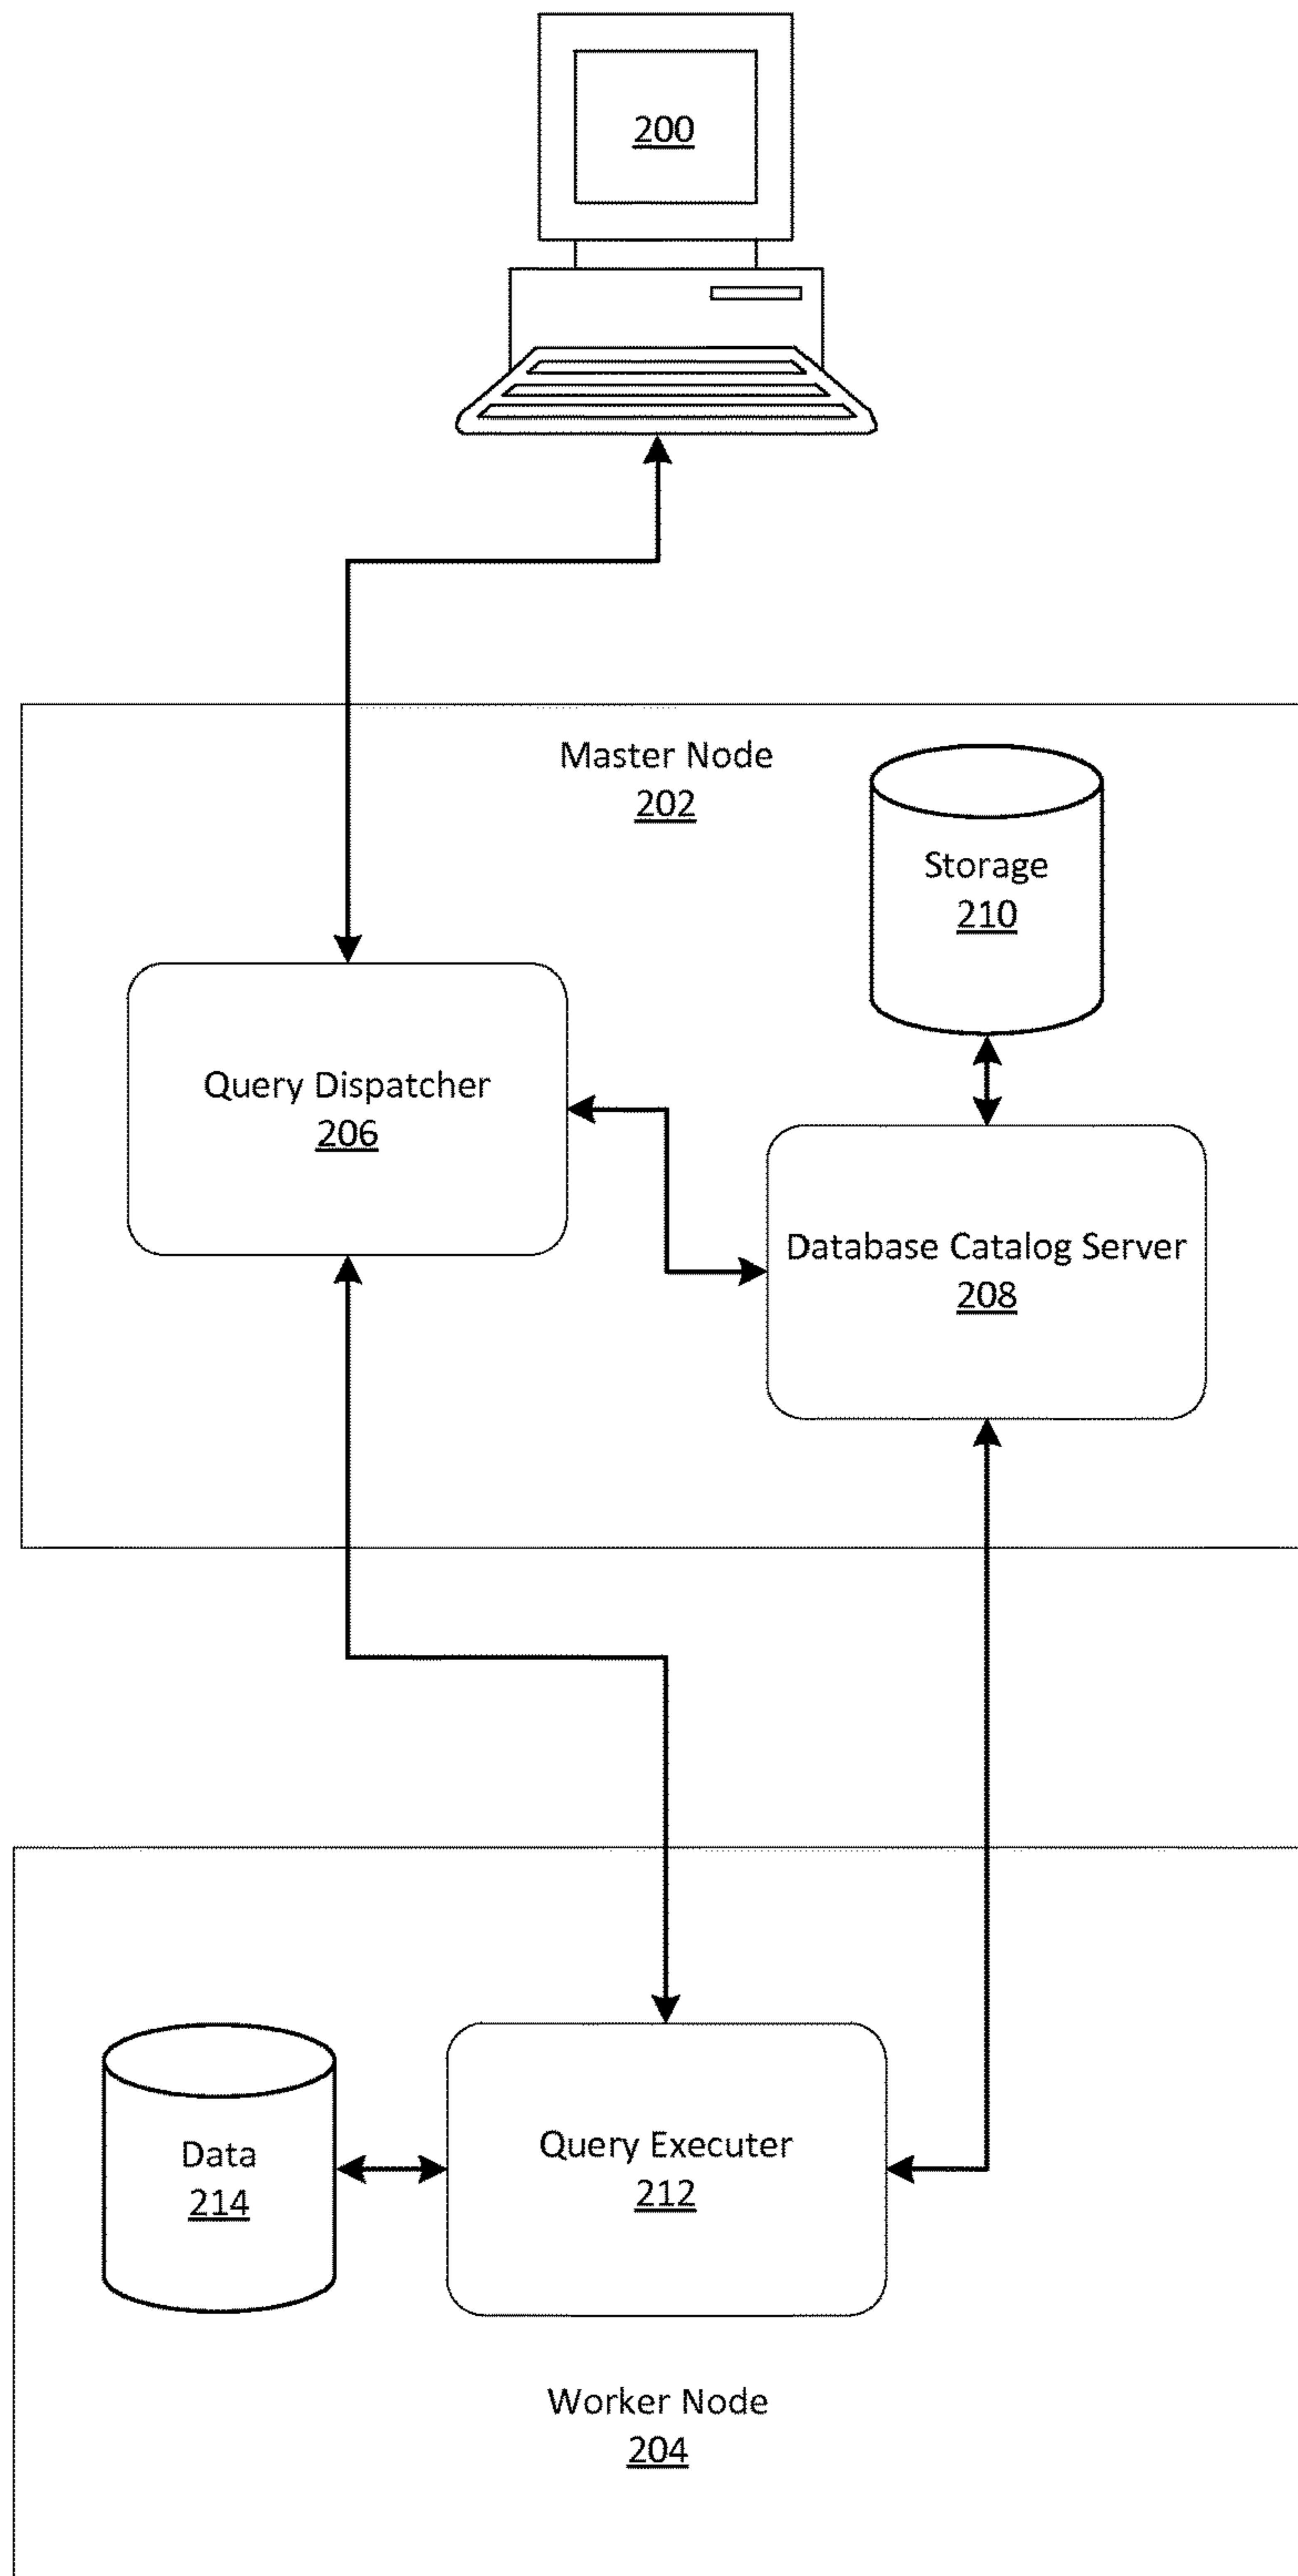 200
Master Node
202
Storage
210
Query Dispatcher
206
Database Catalog Server
208
Data
214
Query Executer
212
Worker Node
204